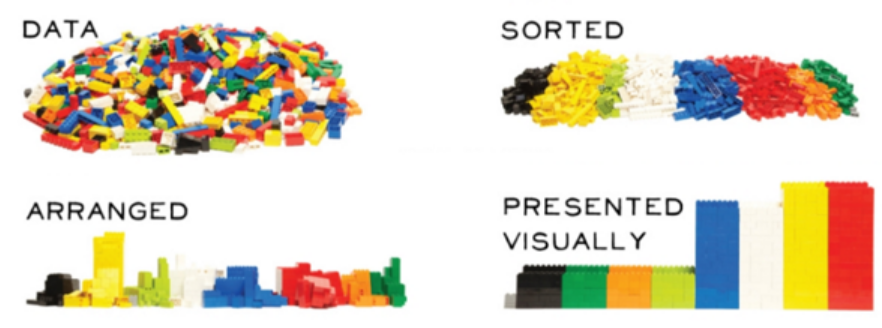 DATA
SORTED
ARRANGED
PRESENTED
VISUALLY